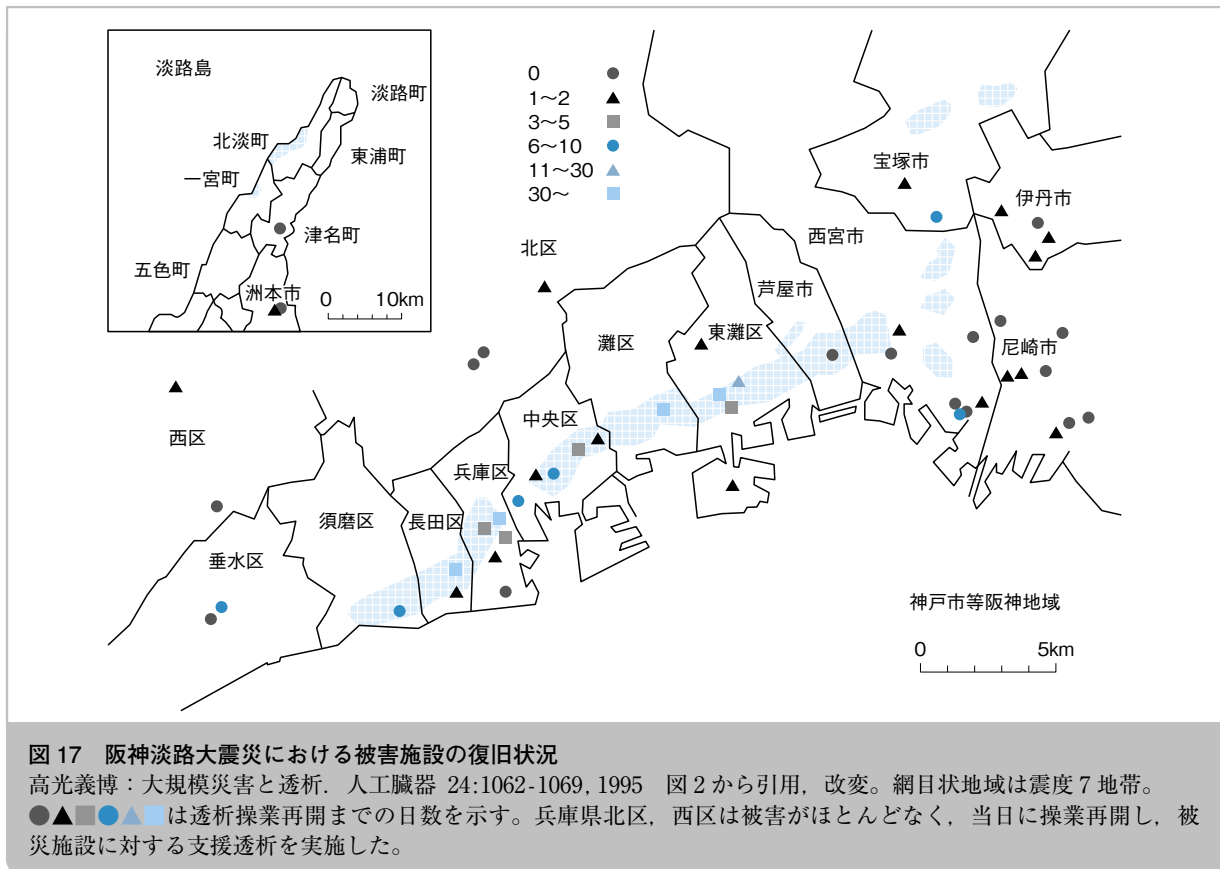 淡路島
淡路町
北淡町
東浦町
一宮町
津名町
五色町
洲本市
0 10km
0
1〜2
3〜5
6〜10
11〜30
30〜
宝塚市
伊丹市
西宮市
北区
芦屋市
灘区
東灘区
尼崎市
中央区
西区
兵庫区
須磨区
長田区
垂水区
神戸市等阪神地域
0 5km
図 17 阪神淡路大震災における被害施設の復旧状況
高光義博：大規模災害と透析．人工臓器 24:1062-1069, 1995 図 2 から引用，改変。網目状地域は震度 7 地帯。
●▲■●▲■は透析操業再開までの日数を示す。兵庫県北区，西区は被害がほとんどなく，当日に操業再開し，被
災施設に対する支援透析を実施した。